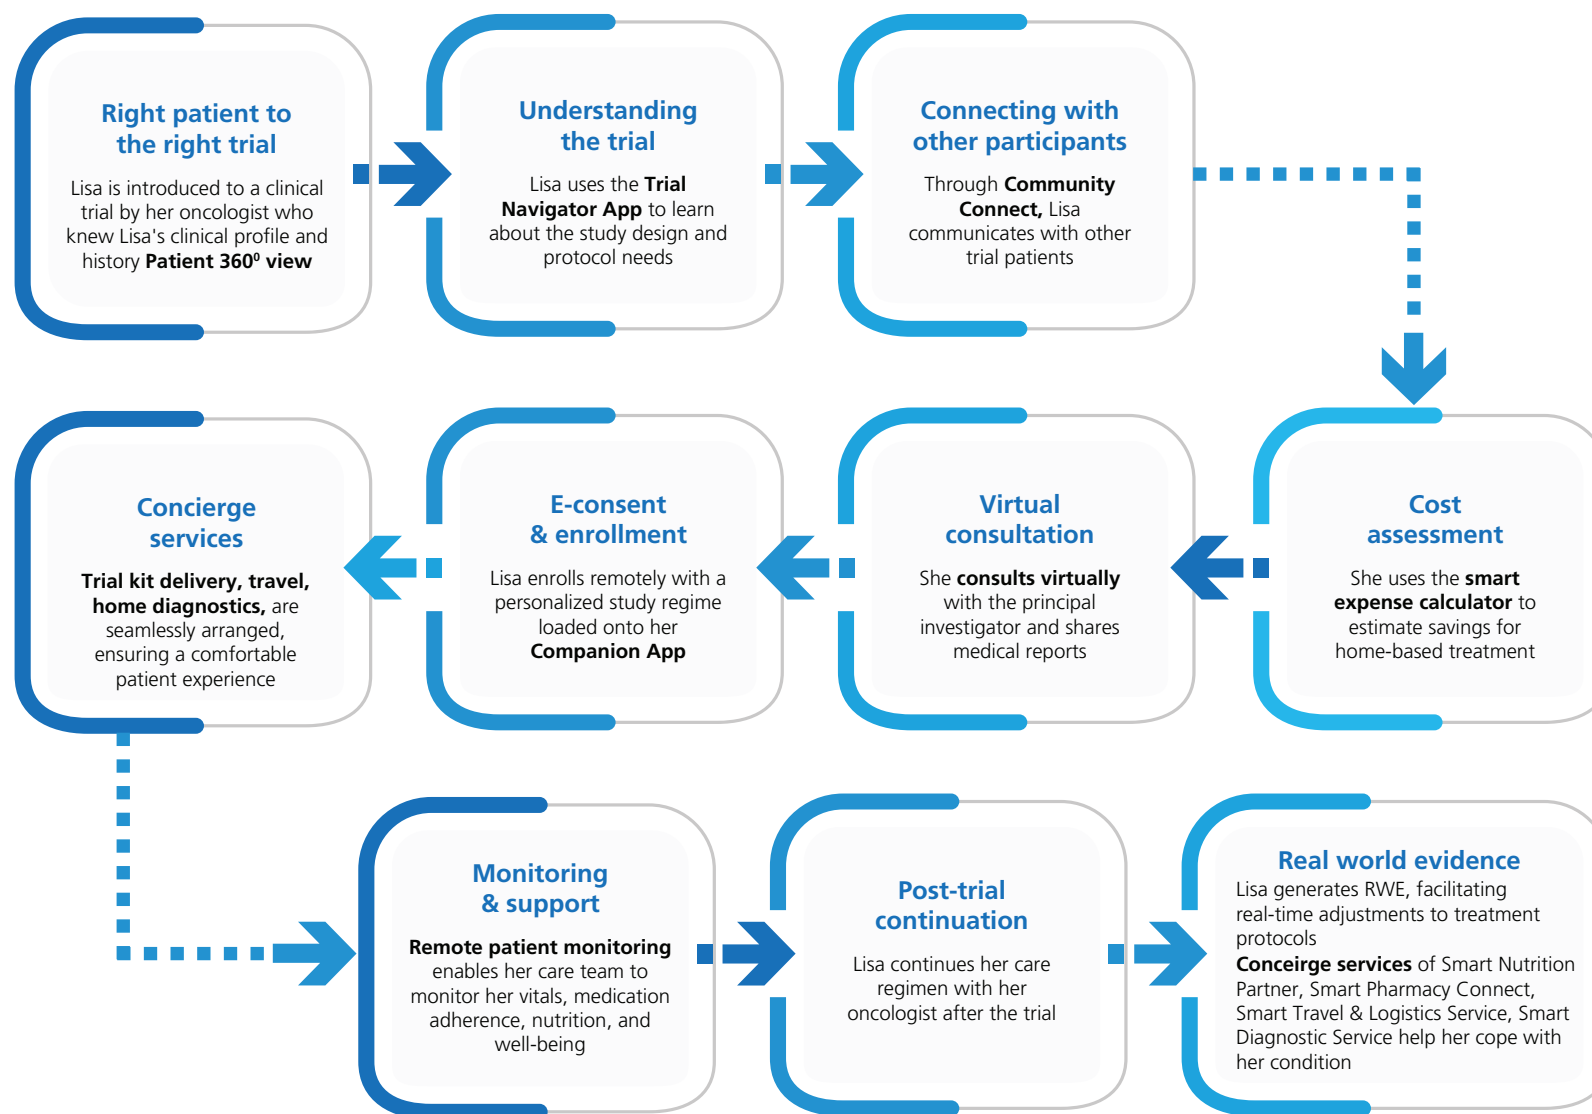 Right patient to
the right trial
Lisa is introduced to a clinical
trial by her oncologist who
knew Lisa's clinical profile and
history Patient 360⁰ view
Understanding
the trial
Lisa uses the Trial
Navigator App to learn
about the study design and
protocol needs
Connecting with
other participants
Through Community
Connect, Lisa
communicates with other
trial patients
Cost
assessment
She uses the smart
expense calculator to
estimate savings for
home-based treatment
Virtual
consultation
She consults virtually
with the principal
investigator and shares
medical reports
E-consent
& enrollment
Lisa enrolls remotely with a
personalized study regime
loaded onto her
Companion App
Concierge
services
Trial kit delivery, travel,
home diagnostics, are
seamlessly arranged,
ensuring a comfortable
patient experience
Monitoring
& support
Remote patient monitoring
enables her care team to
monitor her vitals, medication
adherence, nutrition, and
well-being
Post-trial
continuation
Lisa continues her care
regimen with her
oncologist after the trial
Real world evidence
Lisa generates RWE, facilitating
real-time adjustments to treatment
protocols
Conceirge services of Smart Nutrition
Partner, Smart Pharmacy Connect,
Smart Travel & Logistics Service, Smart
Diagnostic Service help her cope with
her condition